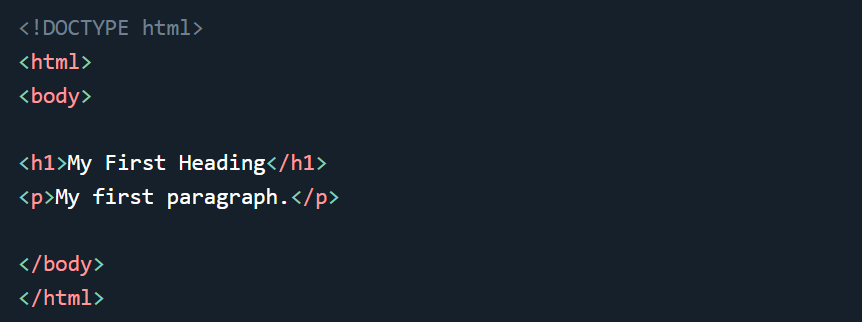 <!DOCTYPE html>
<html>
<body>
<h1>My First Heading</h1>
<p>My first paragraph.</p>
</body>
</html>